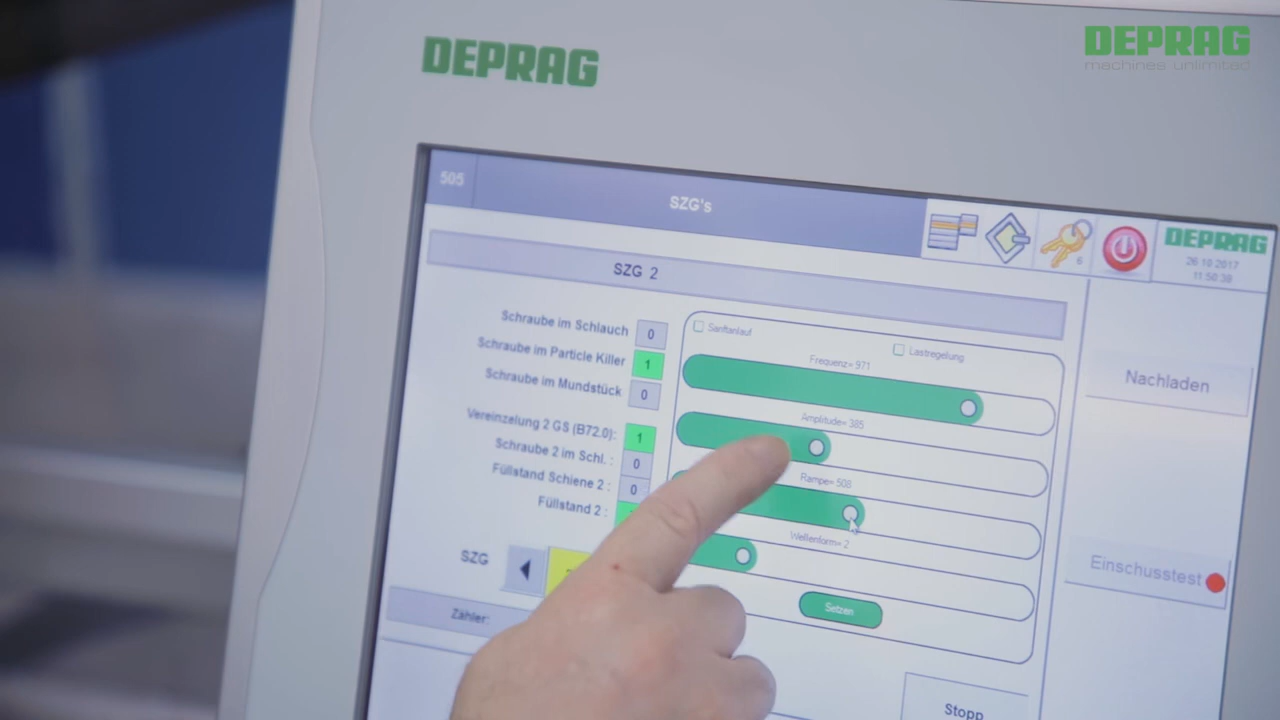 DEPRAG
DEPRAG
machines unlimited
505
SZG's
6
DEPRAG
26 10 2017
11:50:39
SZG 2
Schraube im Schlauch 0
Schraube im Particle Killer 1
Schraube im Mundstück 0
Vereinzelung 2 GS (B72.0): 1
Schraube 2 im Schl. : 0
Füllstand Schiene 2 : 0
Füllstand 2 :
SZG
Zähler:
Sanftanlauf
Lastregelung
Frequenz= 971
Amplitude= 385
Rampe= 508
Wellenform= 2
Setzen
Nachladen
Einschusstest
Stopp